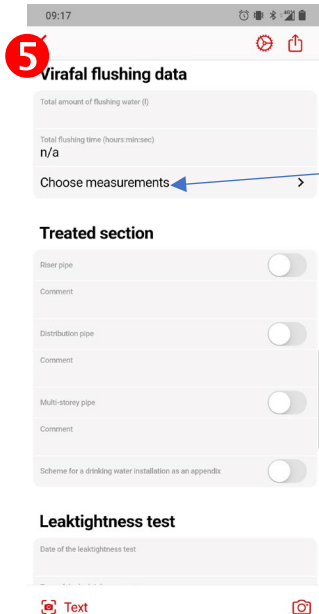 09:17
5
Virafal flushing data
Total amount of flushing water (l)
Total flushing time (hours:min:sec)
n/a
Choose measurements
Treated section
Riser pipe
Comment
Distribution pipe
Comment
Multi-storey pipe
Comment
Scheme for a drinking water installation as an appendix
Leaktightness test
Date of the leaktightness test
Text